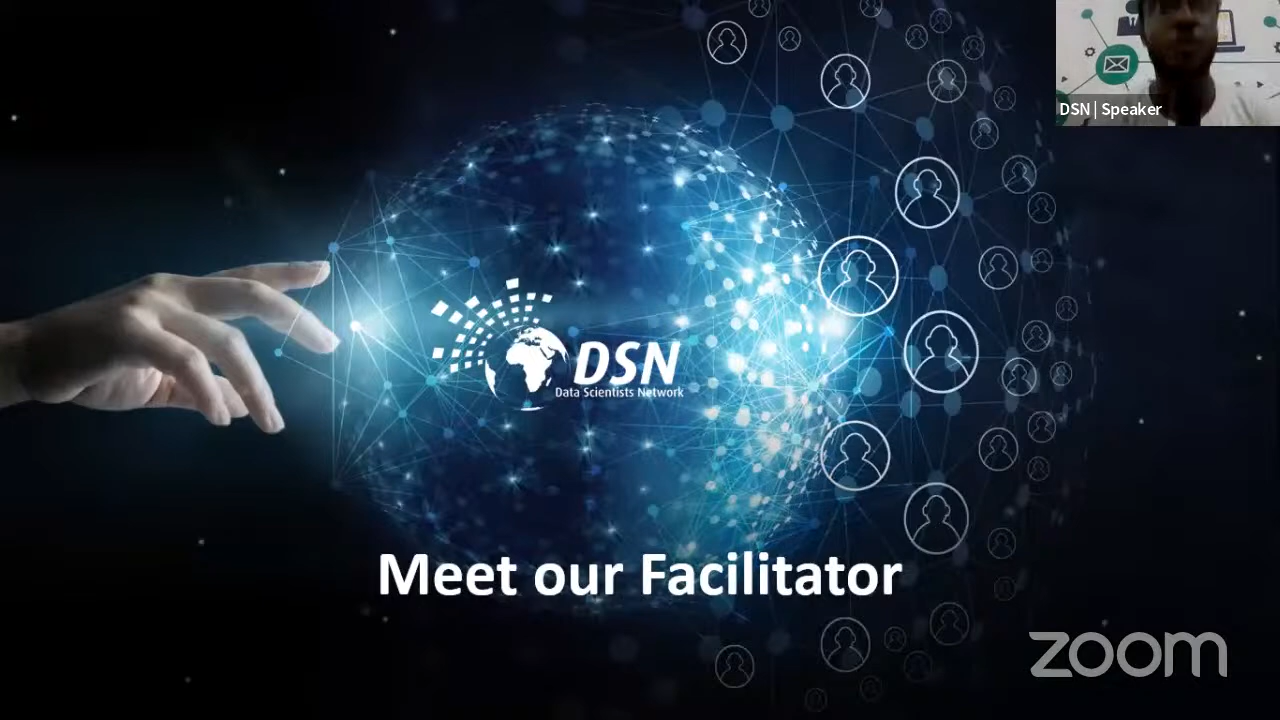 DSN | Speaker
DSN
Data Scientists Network
Meet our Facilitator
zoom